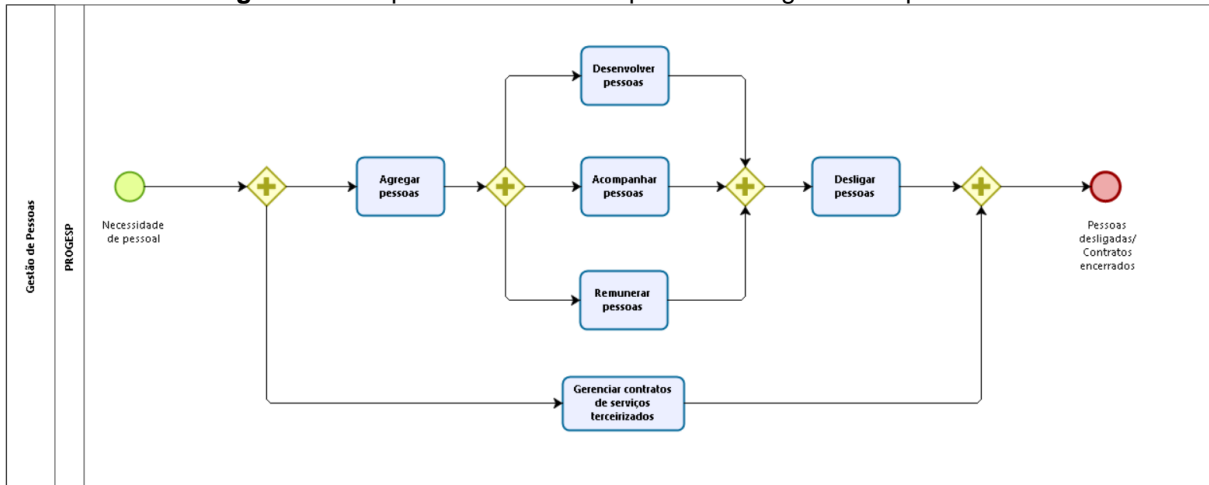 Gestão de Pessoas
PROGESP
Necessidade
de pessoal
Agregar
pessoas
Desenvolver
pessoas
Acompanhar
pessoas
Remunerar
pessoas
Gerenciar contratos
de serviços
terceirizados
Desligar
pessoas
Pessoas
desligadas/
Contratos
encerrados